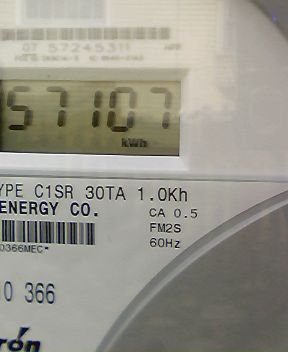 07 57245311
57107
kWh
YPE C1SR 30TA 1.0Kh
ENERGY CO.
CA 0.5
FM2S
60Hz
0366MEC*
0 366
rón